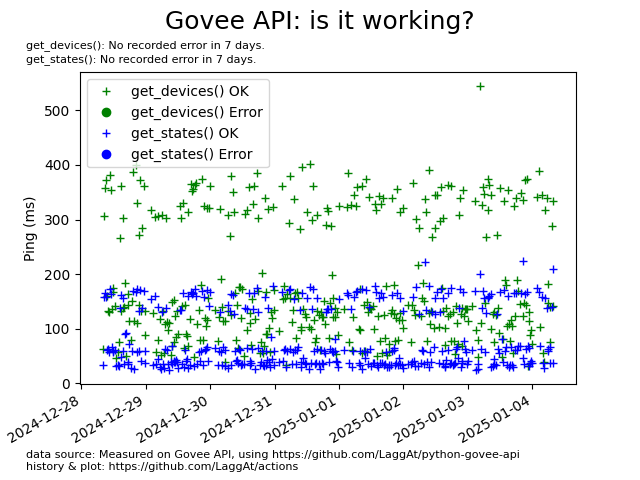 Govee API: is it working?
get_devices(): No recorded error in 7 days.
get_states(): No recorded error in 7 days.
get_devices() OK
get_devices() Error
get_states() OK
get_states() Error
Ping (ms)
500
400
300
200
100
0
2024-12-28
2024-12-29
2024-12-30
2024-12-31
2025-01-01
2025-01-02
2025-01-03
2025-01-04
data source: Measured on Govee API, using https://github.com/LaggAt/python-govee-api
history & plot: https://github.com/LaggAt/actions